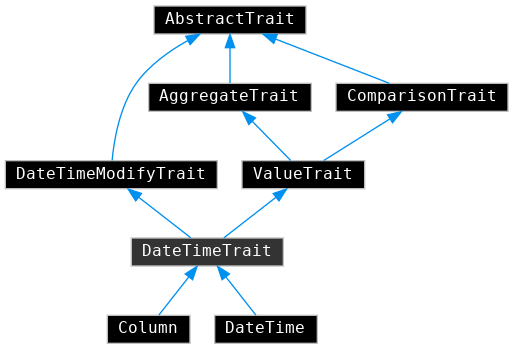 AbstractTrait
AggregateTrait
ComparisonTrait
DateTimeModifyTrait
ValueTrait
DateTimeTrait
Column
DateTime